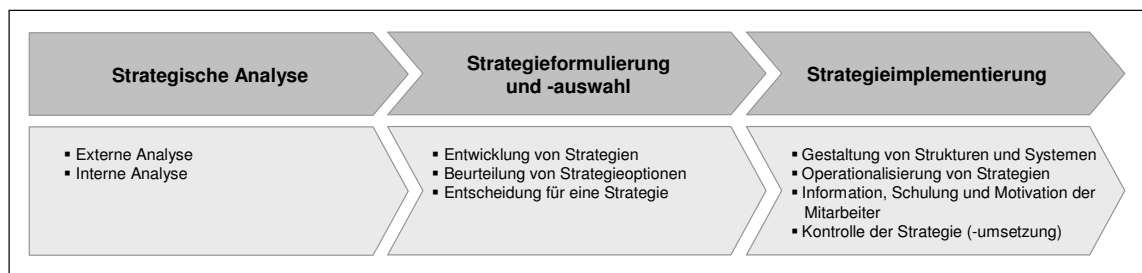 Strategische Analyse
Strategieformulierung
und -auswahl
Strategieimplementierung
▪ Externe Analyse
▪ Interne Analyse
▪ Entwicklung von Strategien
▪ Beurteilung von Strategieoptionen
▪ Entscheidung für eine Strategie
▪ Gestaltung von Strukturen und Systemen
▪ Operationalisierung von Strategien
▪ Information, Schulung und Motivation der
Mitarbeiter
▪ Kontrolle der Strategie (-umsetzung)